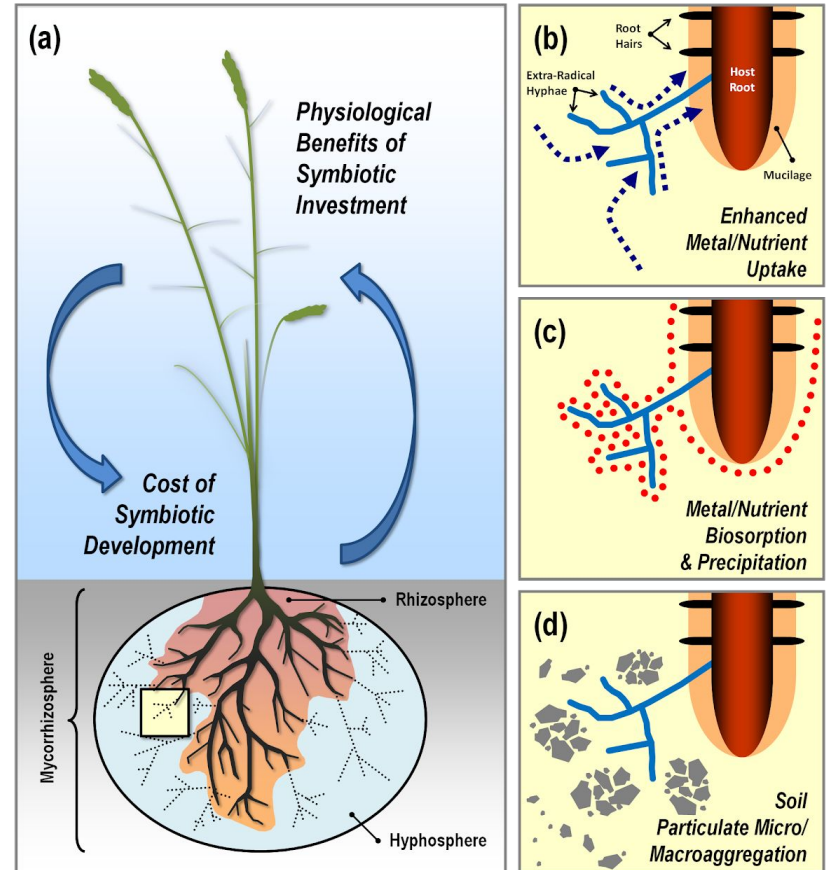 (a)
Physiological
Benefits of
Symbiotic
Investment
Cost of
Symbiotic
Development
Rhizosphere
Mycorrhizosphere
Hyphosphere
(b)
Root
Hairs
Extra-Radical
Hyphae
Host
Root
Mucilage
Enhanced
Metal/Nutrient
Uptake
(c)
Metal/Nutrient
Biosorption
& Precipitation
(d)
Soil
Particulate Micro/
Macroaggregation